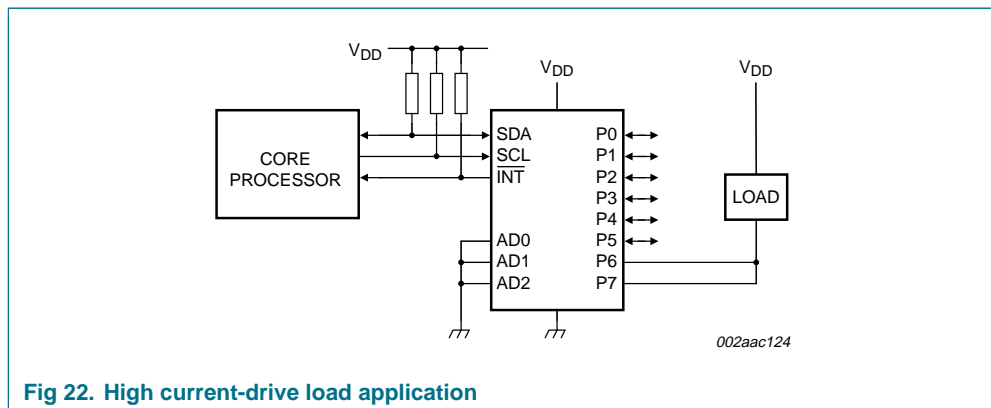 VDD
VDD
VDD
CORE
PROCESSOR
SDA
SCL
INT
AD0
AD1
AD2
P0
P1
P2
P3
P4
P5
P6
P7
LOAD
002aac124
Fig 22. High current-drive load application